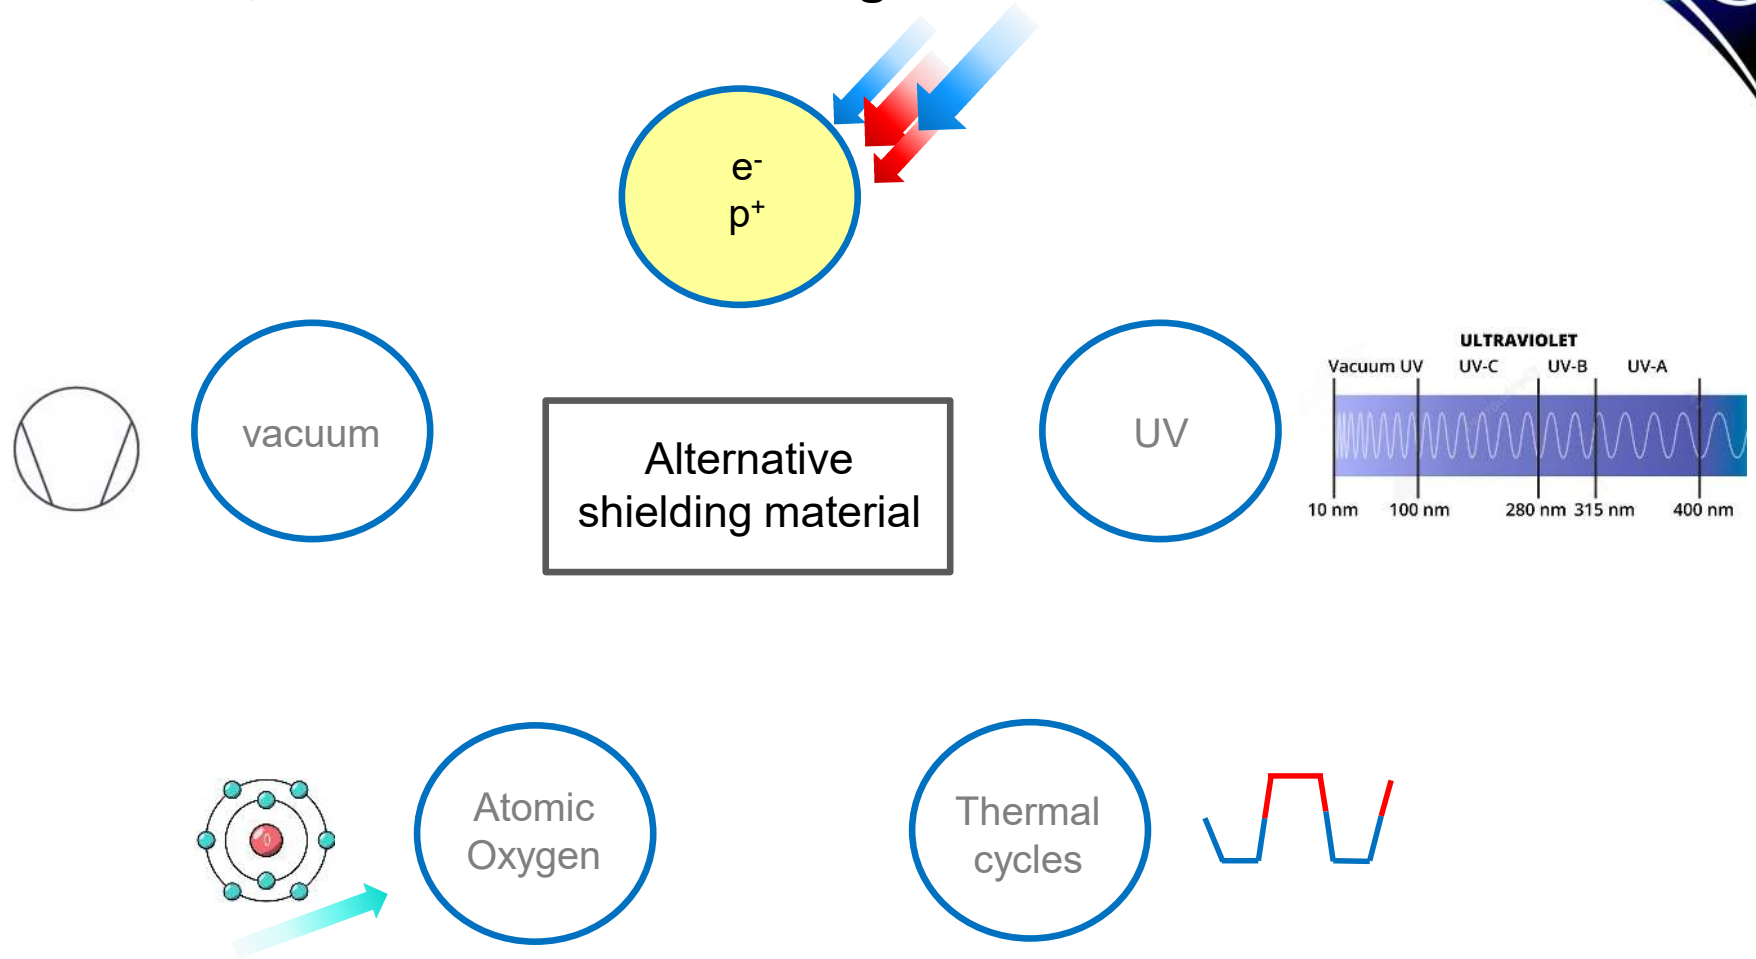 e⁻
p⁺
ULTRAVIOLET
Vacuum UV UV-C UV-B UV-A
vacuum
UV
Alternative
shielding material
10 nm 100 nm 280 nm 315 nm 400 nm
Atomic
Oxygen
Thermal
cycles